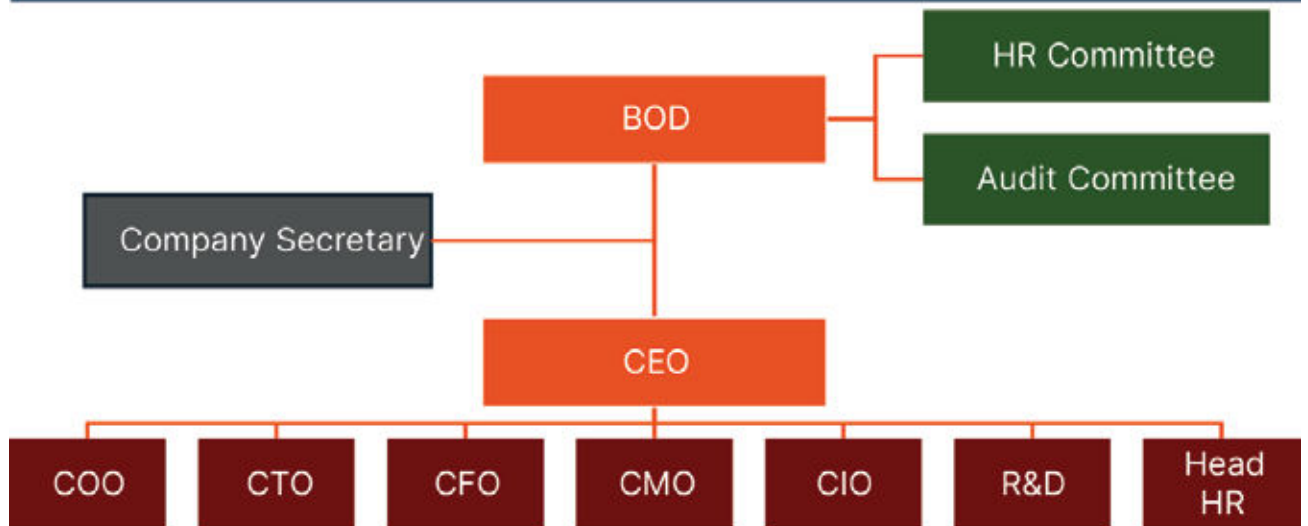 HR Committee
BOD
Audit Committee
Company Secretary
CEO
COO
CTO
CFO
CMO
CIO
R&D
Head
HR